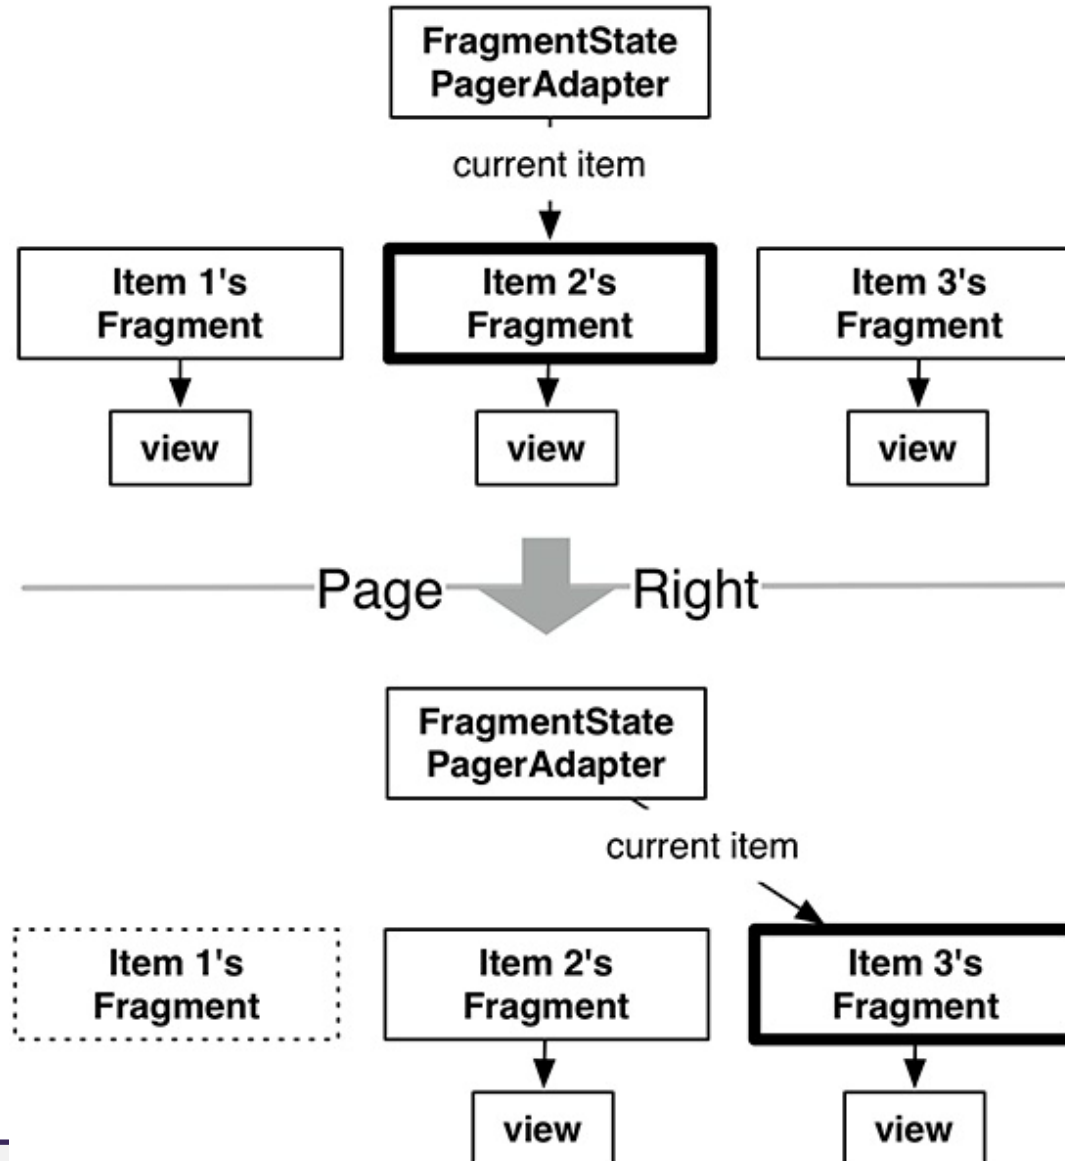 FragmentState
PagerAdapter
current item
Item 1's
Fragment
Item 2's
Fragment
Item 3's
Fragment
view
view
view
Page
Right
FragmentState
PagerAdapter
current item
Item 1's
Fragment
Item 2's
Fragment
Item 3's
Fragment
view
view